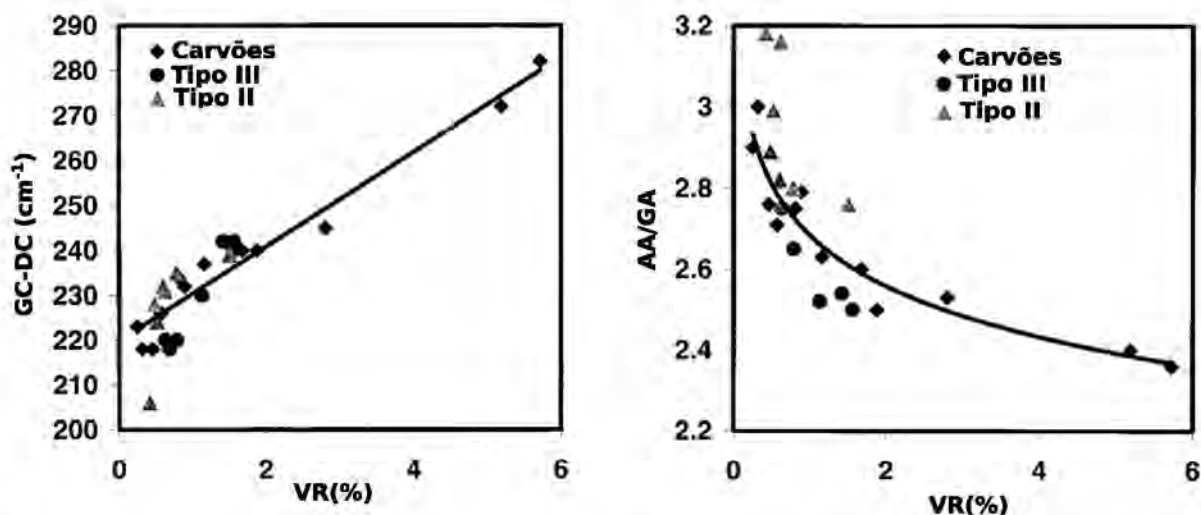 290
280
270
260
250
240
230
220
210
200
GC-DC (cm⁻¹)
Carvões
Tipo III
Tipo II
0 2 4 6
VR(%)
3.2
3
2.8
2.6
2.4
2.2
AA/GA
Carvões
Tipo III
Tipo II
0 2 4 6
VR(%)